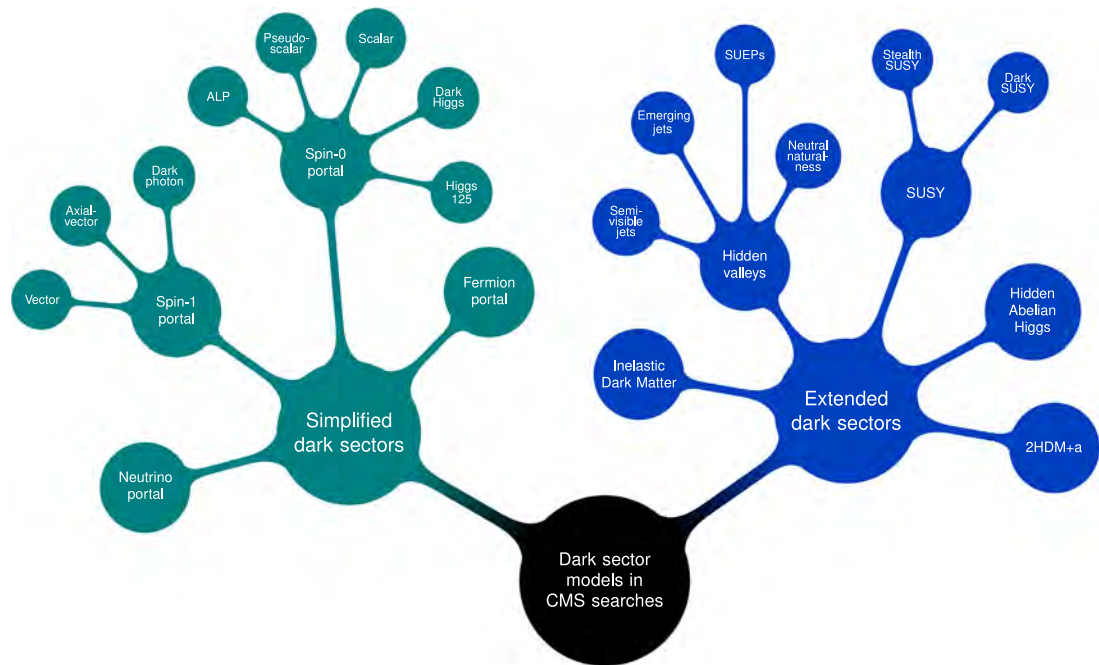 Pseudo-
scalar
Scalar
ALP
Dark
Higgs
Spin-0
portal
Higgs
125
Dark
photon
Axial-
vector
Vector
Spin-1
portal
Fermion
portal
Simplified
dark sectors
Neutrino
portal
SUEPs
Stealth
SUSY
Dark
SUSY
Emerging
jets
Neutral
natural-
ness
SUSY
Semi-
visible jets
Hidden
valleys
Hidden
Abelian
Higgs
Inelastic
Dark Matter
Extended
dark sectors
2HDM+a
Dark sector
models in
CMS searches